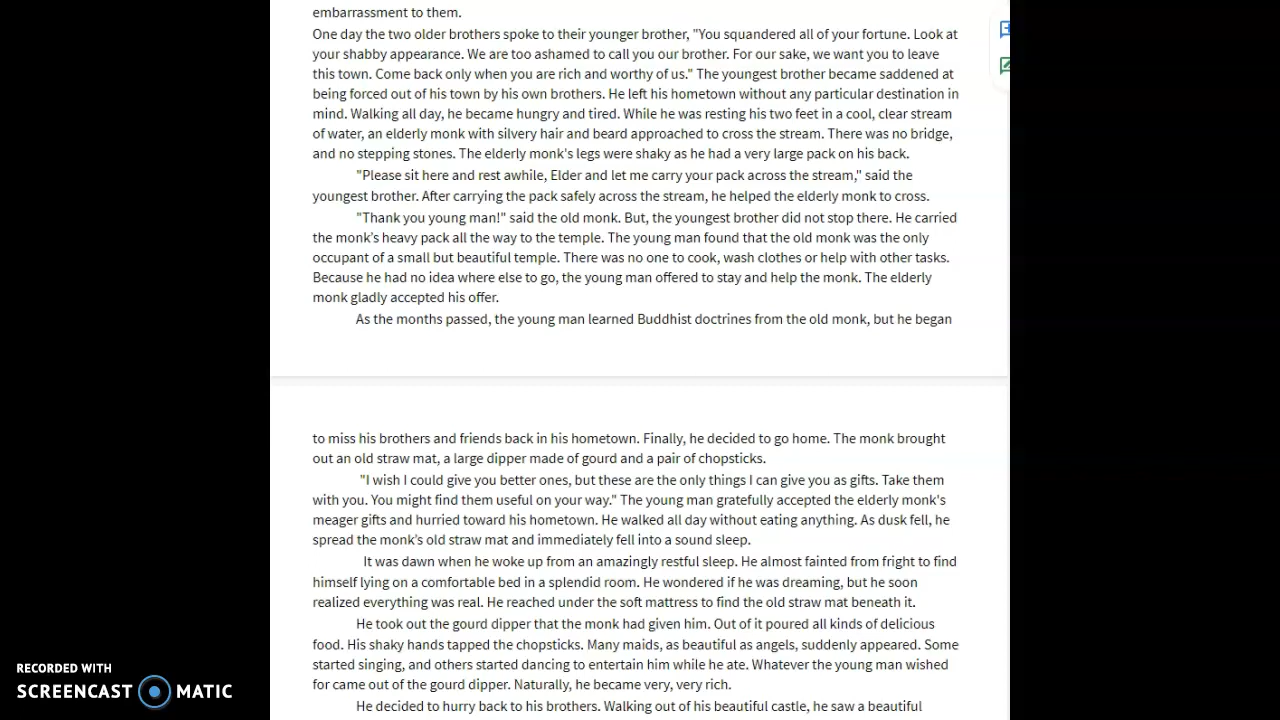 embarrassment to them.
One day the two older brothers spoke to their younger brother, "You squandered all of your fortune. Look at
your shabby appearance. We are too ashamed to call you our brother. For our sake, we want you to leave
this town. Come back only when you are rich and worthy of us." The youngest brother became saddened at
being forced out of his town by his own brothers. He left his hometown without any particular destination in
mind. Walking all day, he became hungry and tired. While he was resting his two feet in a cool, clear stream
of water, an elderly monk with silvery hair and beard approached to cross the stream. There was no bridge,
and no stepping stones. The elderly monk's legs were shaky as he had a very large pack on his back.
"Please sit here and rest awhile, Elder and let me carry your pack across the stream," said the
youngest brother. After carrying the pack safely across the stream, he helped the elderly monk to cross.
"Thank you young man!" said the old monk. But, the youngest brother did not stop there. He carried
the monk's heavy pack all the way to the temple. The young man found that the old monk was the only
occupant of a small but beautiful temple. There was no one to cook, wash clothes or help with other tasks.
Because he had no idea where else to go, the young man offered to stay and help the monk. The elderly
monk gladly accepted his offer.
As the months passed, the young man learned Buddhist doctrines from the old monk, but he began
to miss his brothers and friends back in his hometown. Finally, he decided to go home. The monk brought
out an old straw mat, a large dipper made of gourd and a pair of chopsticks.
"I wish I could give you better ones, but these are the only things I can give you as gifts. Take them
with you. You might find them useful on your way." The young man gratefully accepted the elderly monk's
meager gifts and hurried toward his hometown. He walked all day without eating anything. As dusk fell, he
spread the monk's old straw mat and immediately fell into a sound sleep.
It was dawn when he woke up from an amazingly restful sleep. He almost fainted from fright to find
himself lying on a comfortable bed in a splendid room. He wondered if he was dreaming, but he soon
realized everything was real. He reached under the soft mattress to find the old straw mat beneath it.
He took out the gourd dipper that the monk had given him. Out of it poured all kinds of delicious
food. His shaky hands tapped the chopsticks. Many maids, as beautiful as angels, suddenly appeared. Some
started singing, and others started dancing to entertain him while he ate. Whatever the young man wished
for came out of the gourd dipper. Naturally, he became very, very rich.
He decided to hurry back to his brothers. Walking out of his beautiful castle, he saw a beautiful
RECORDED WITH
SCREENCAST MATIC